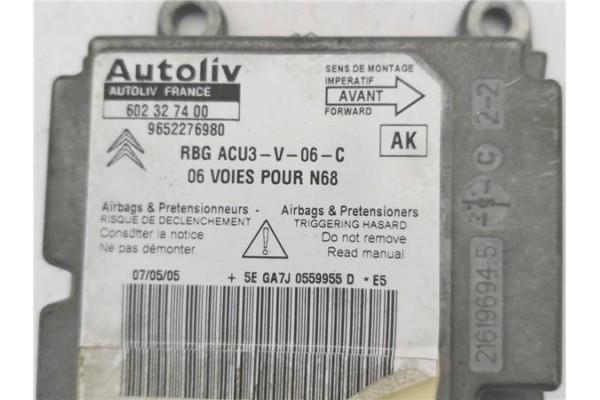 Autoliv
AUTOLIV FRANCE
602 32 74 00
9652276980
SENS DE MONTAGE
IMPERATIF
AVANT
FORWARD
AK
RBG ACU3-V-06-C
06 VOIES POUR N68
Airbags & Pretensionneurs
RISQUE DE DECLENCHEMENT
Consulter la notice
Ne pas démonter
Airbags & Pretensioners
TRIGGERING HASARD
Do not remove
Read manual
07/05/05
+ 5E GA7J 0559955 D * E5
21619694-5
C 2-2